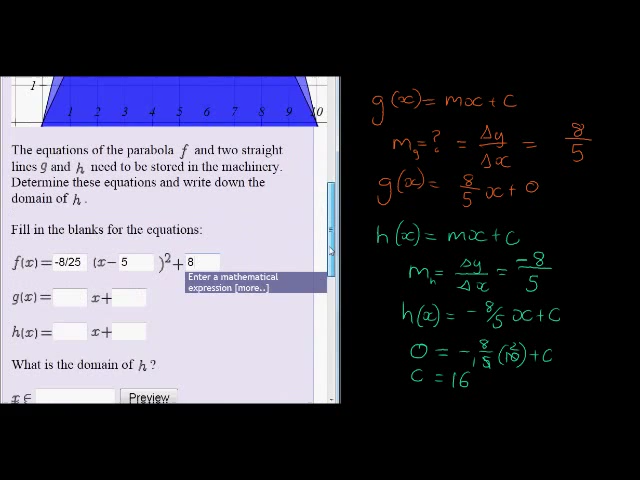 1
1 2 3 4 5 6 7 8 9 10
The equations of the parabola f and two straight
lines g and h need to be stored in the machinery.
Determine these equations and write down the
domain of h.
Fill in the blanks for the equations:
f(x) = -8/25 (x − 5 )² + 8
Enter a mathematical
expression [more..]
g(x) = x+
h(x) = x+
What is the domain of h?
x ∈ Preview
g(x) = mx + c
m_g = ? = Δy/Δx = 8/5
g(x) = 8/5 x + 0
h(x) = mx + c
m_h = Δy/Δx = -8/5
h(x) = - 8/5 x + c
0 = - 8/5 (10) + c
c = 16